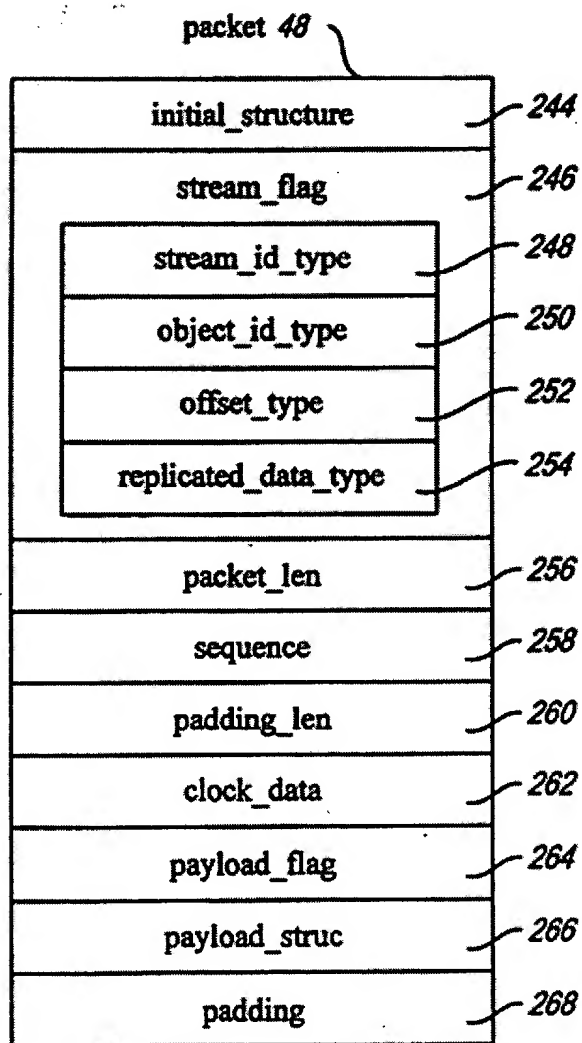 packet 48
initial_structure 244
stream_flag 246
stream_id_type 248
object_id_type 250
offset_type 252
replicated_data_type 254
packet_len 256
sequence 258
padding_len 260
clock_data 262
payload_flag 264
payload_struc 266
padding 268